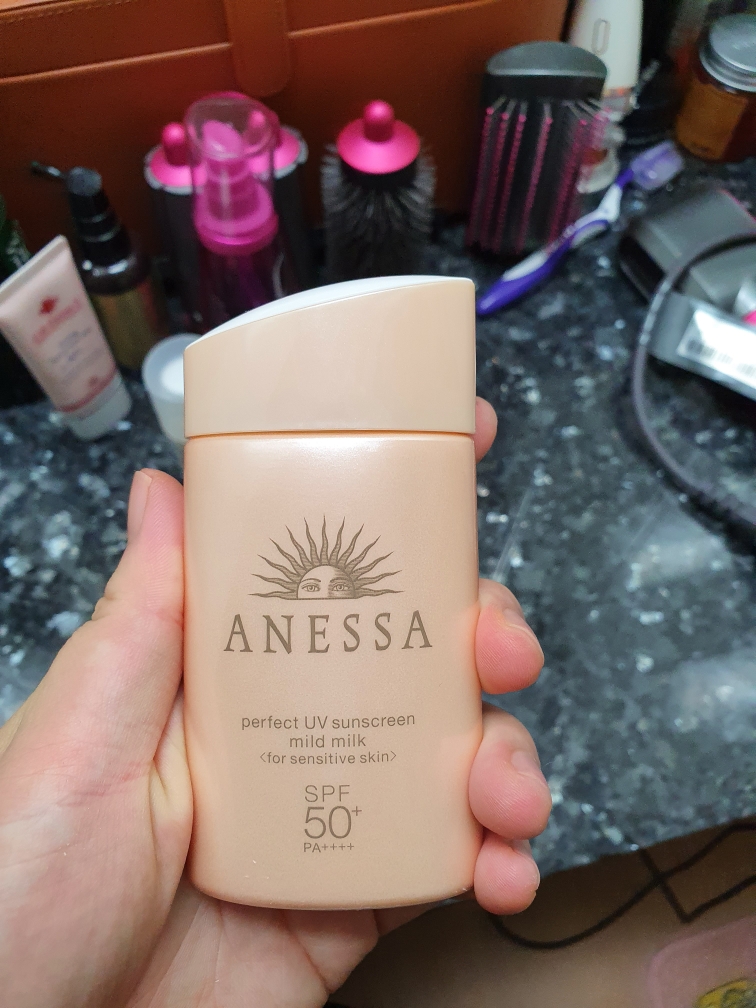 ANESSA
perfect UV sunscreen
mild milk
<for sensitive skin>
SPF
50+
PA++++